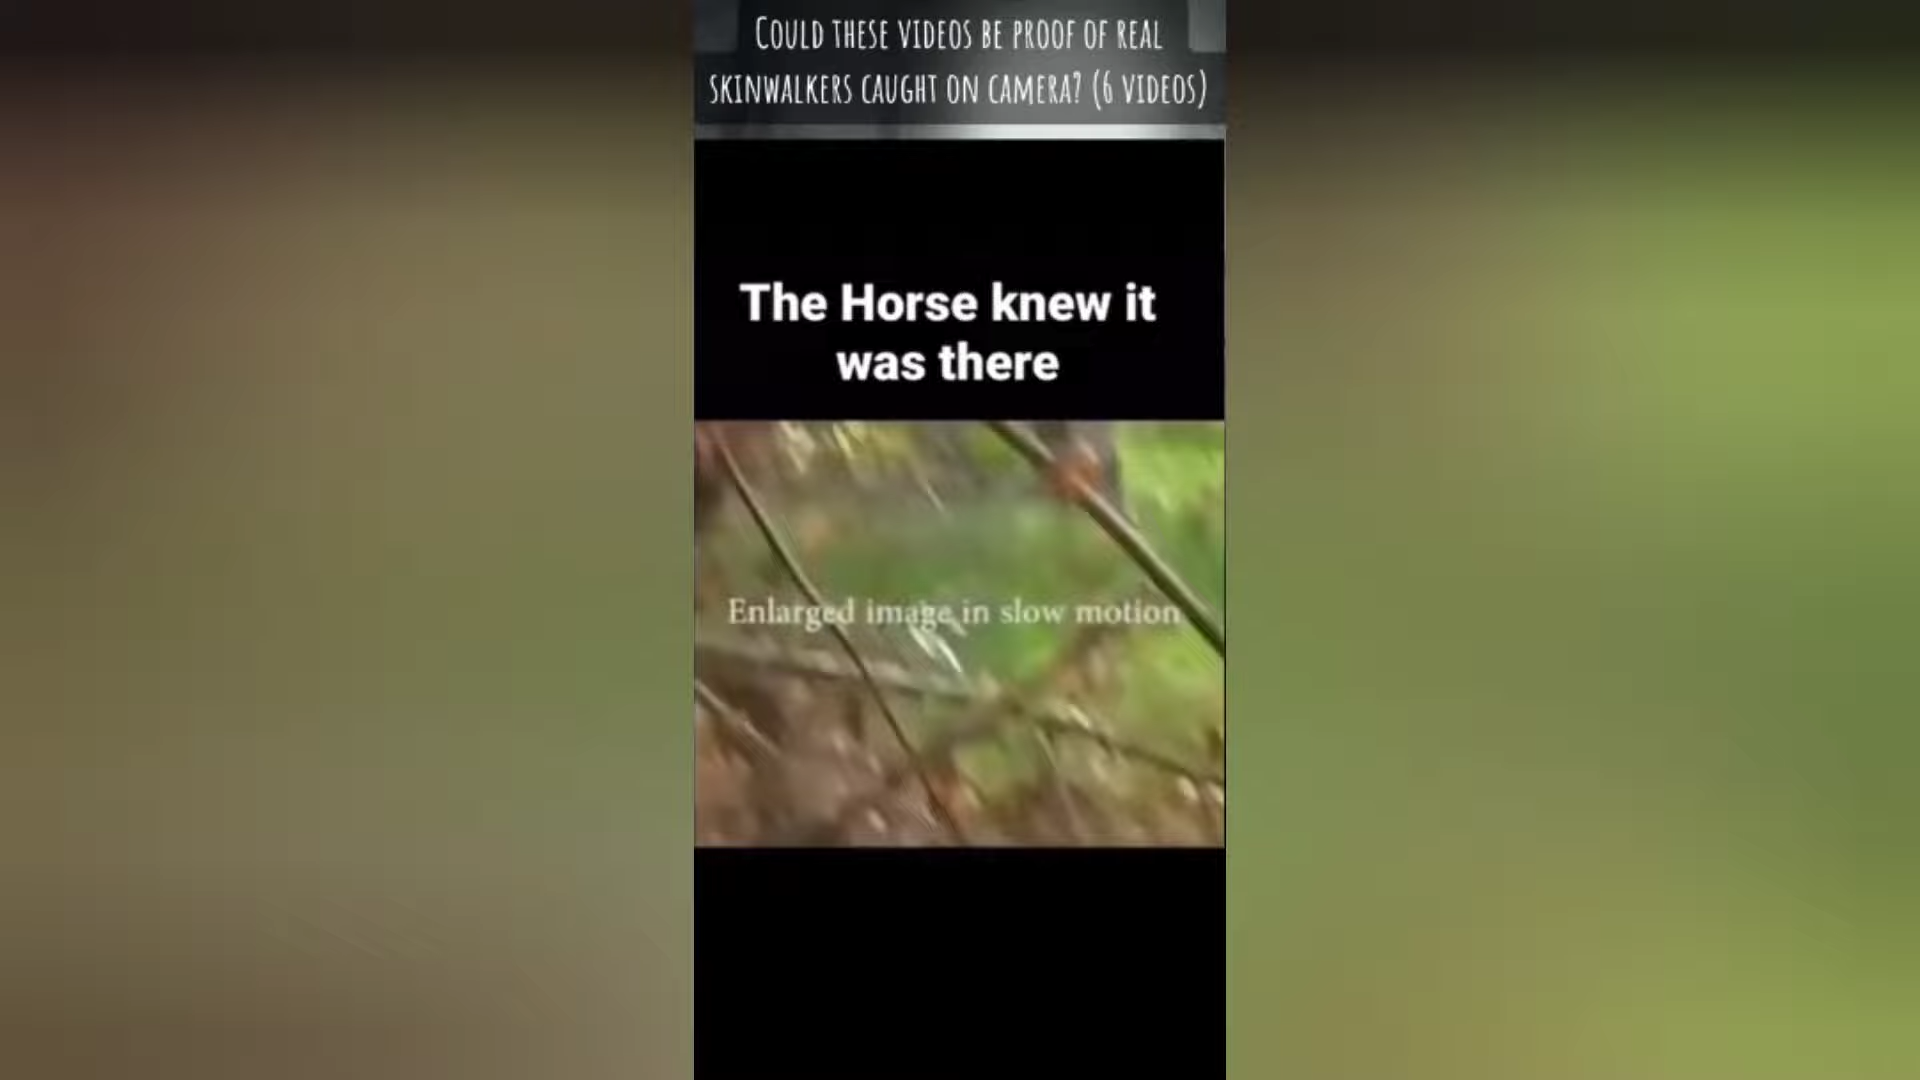 COULD THESE VIDEOS BE PROOF OF REAL
SKINWALKERS CAUGHT ON CAMERA? (6 VIDEOS)
The Horse knew it
was there
Enlarged image in slow motion